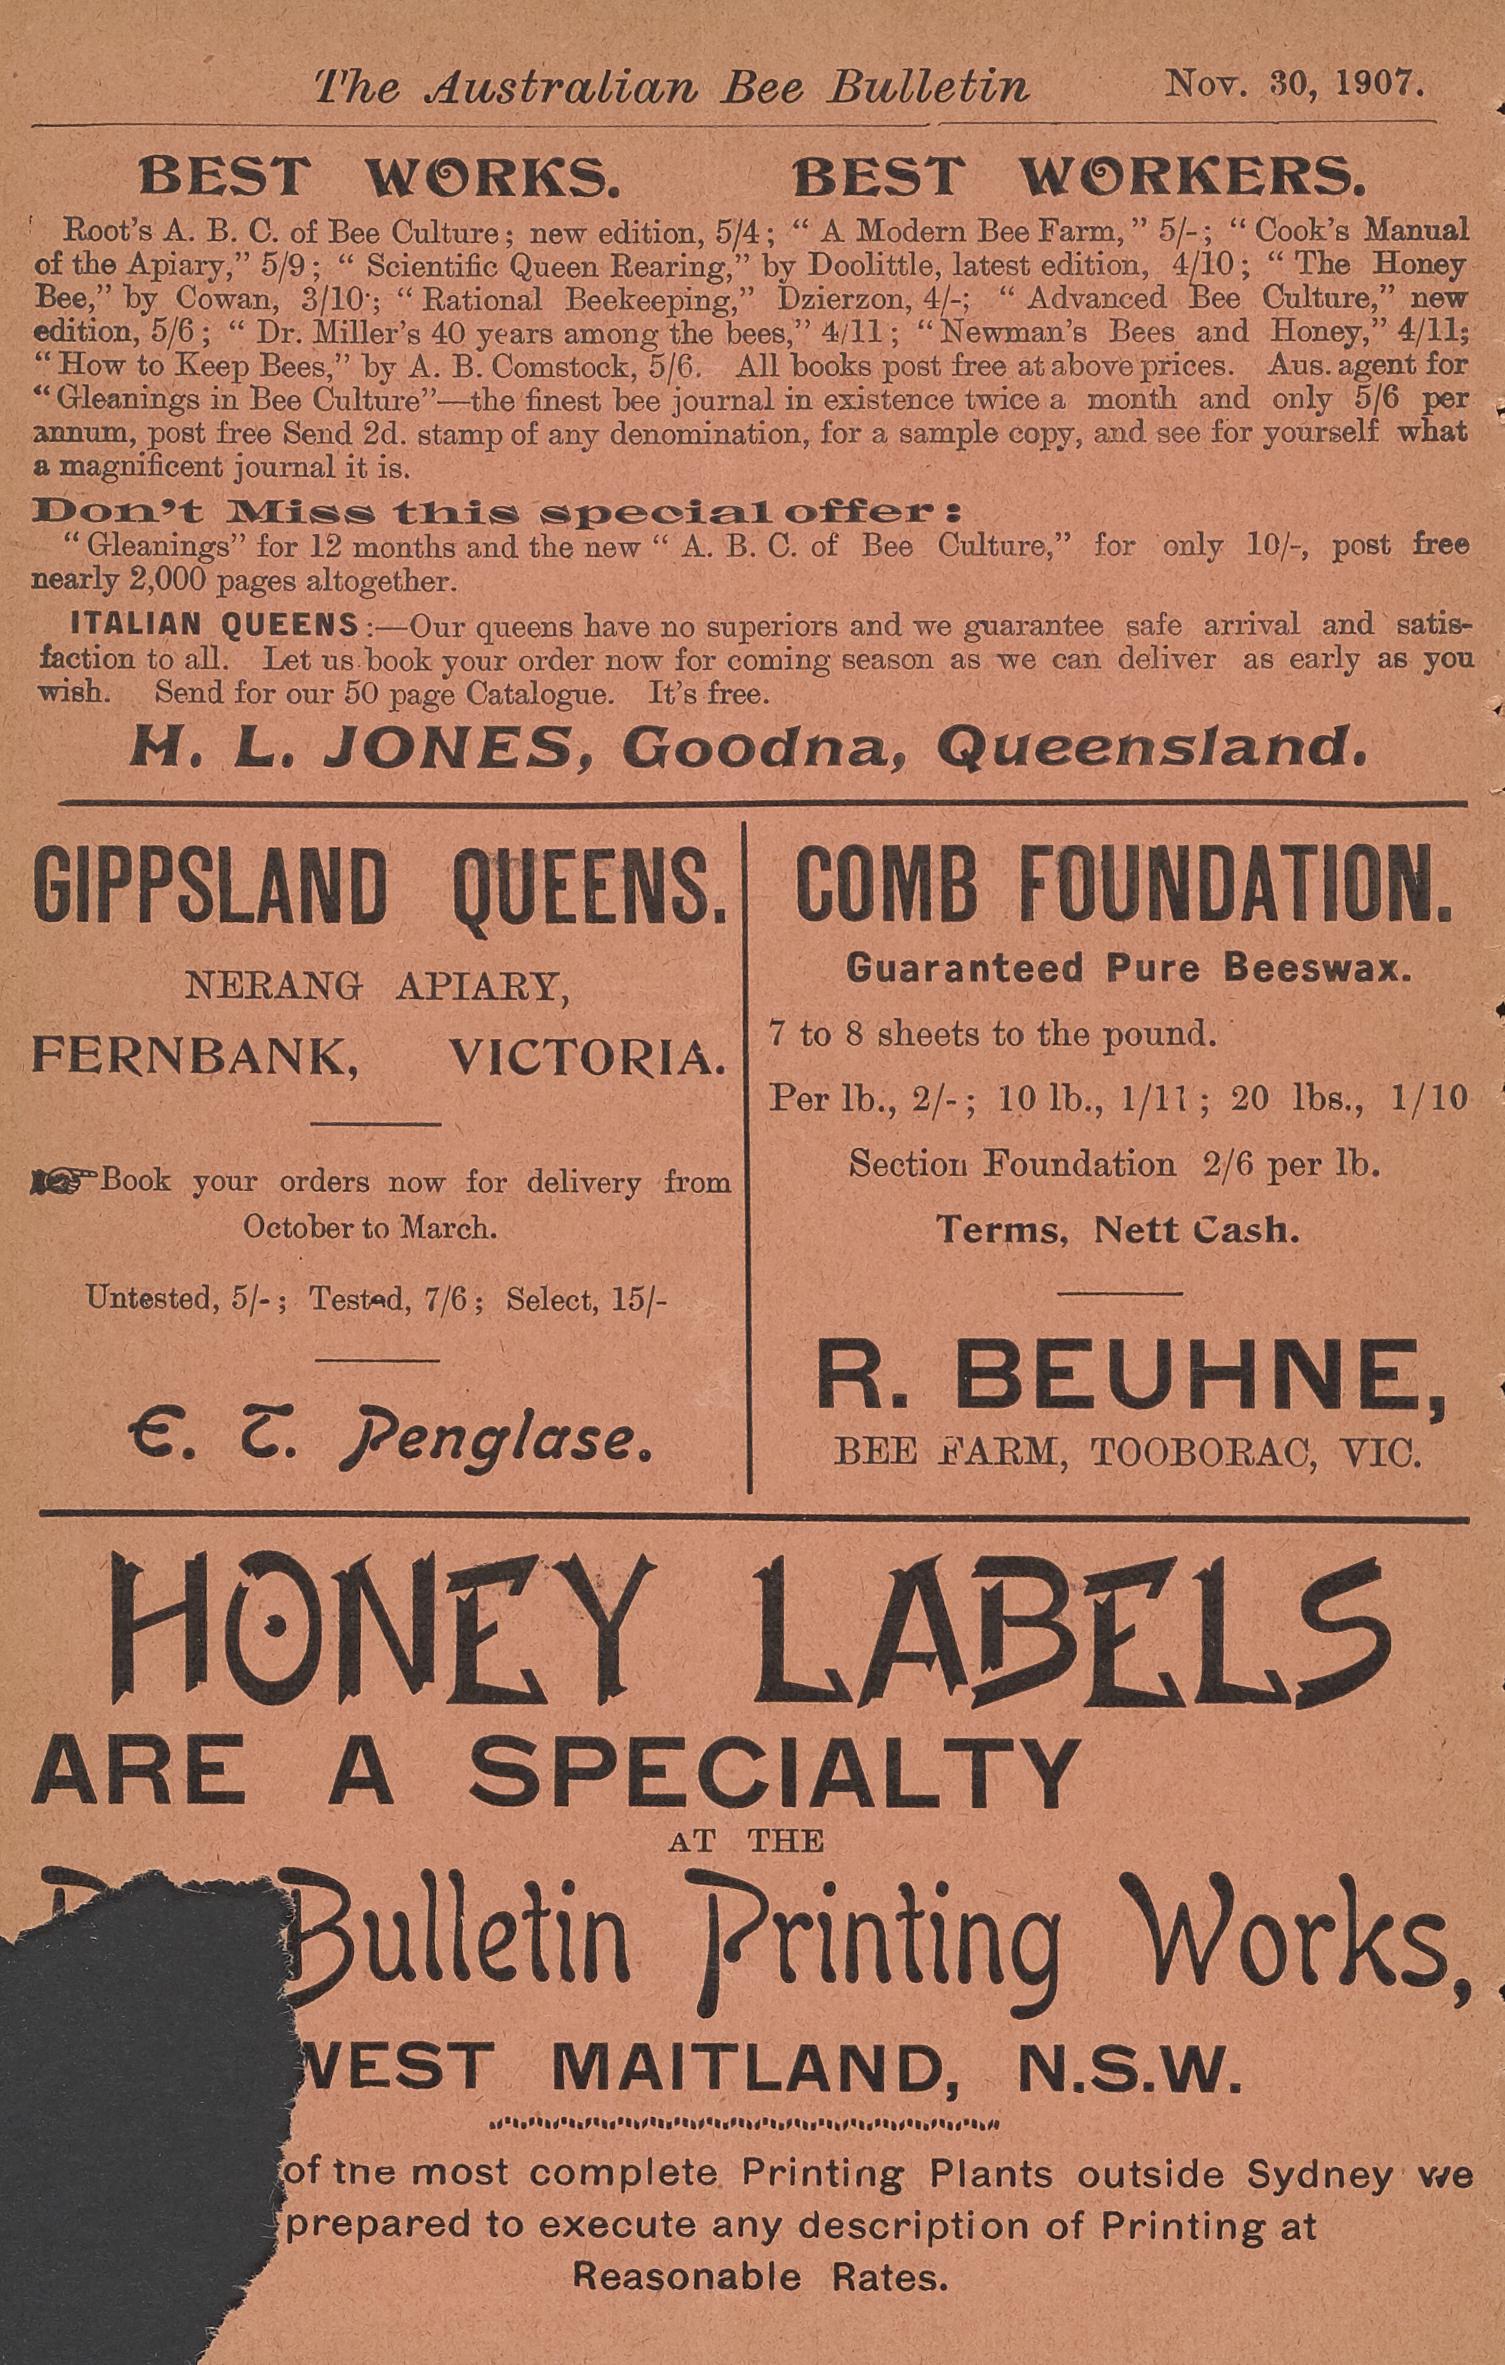 The Australian Bee Bulletin Nov. 30, 1907.
BEST WORKS. BEST WORKERS.
Root's A. B. C. of Bee Culture; new edition, 5/4; " A Modern Bee Farm," 5/-; " Cook's Manual
of the Apiary," 5/9; " Scientific Queen Rearing," by Doolittle, latest edition, 4/10; " The Honey
Bee," by Cowan, 3/10; " Rational Beekeeping," Dzierzon, 4/-; " Advanced Bee Culture," new
edition, 5/6; " Dr. Miller's 40 years among the bees," 4/11; " Newman's Bees and Honey," 4/11;
" How to Keep Bees," by A. B. Comstock, 5/6. All books post free at above prices. Aus. agent for
" Gleanings in Bee Culture"—the finest bee journal in existence twice a month and only 5/6 per
annum, post free Send 2d. stamp of any denomination, for a sample copy, and see for yourself what
a magnificent journal it is.
Don't Miss this special offer:
" Gleanings" for 12 months and the new " A. B. C. of Bee Culture," for only 10/-, post free
nearly 2,000 pages altogether.
ITALIAN QUEENS:—Our queens have no superiors and we guarantee safe arrival and satis-
faction to all. Let us book your order now for coming season as we can deliver as early as you
wish. Send for our 50 page Catalogue. It's free.
H. L. JONES, Goodna, Queensland.
GIPPSLAND QUEENS.
NERANG APIARY,
FERNBANK, VICTORIA.
Book your orders now for delivery from
October to March.
Untested, 5/-; Tested, 7/6; Select, 15/-
E. T. Penglase.
COMB FOUNDATION.
Guaranteed Pure Beeswax.
7 to 8 sheets to the pound.
Per lb., 2/-; 10 lb., 1/11; 20 lbs., 1/10
Section Foundation 2/6 per lb.
Terms, Nett Cash.
R. BEUHNE,
BEE FARM, TOOBORAC, VIC.
HONEY LABELS
ARE A SPECIALTY
AT THE
Bulletin Printing Works,
WEST MAITLAND, N.S.W.
of the most complete Printing Plants outside Sydney we
prepared to execute any description of Printing at
Reasonable Rates.